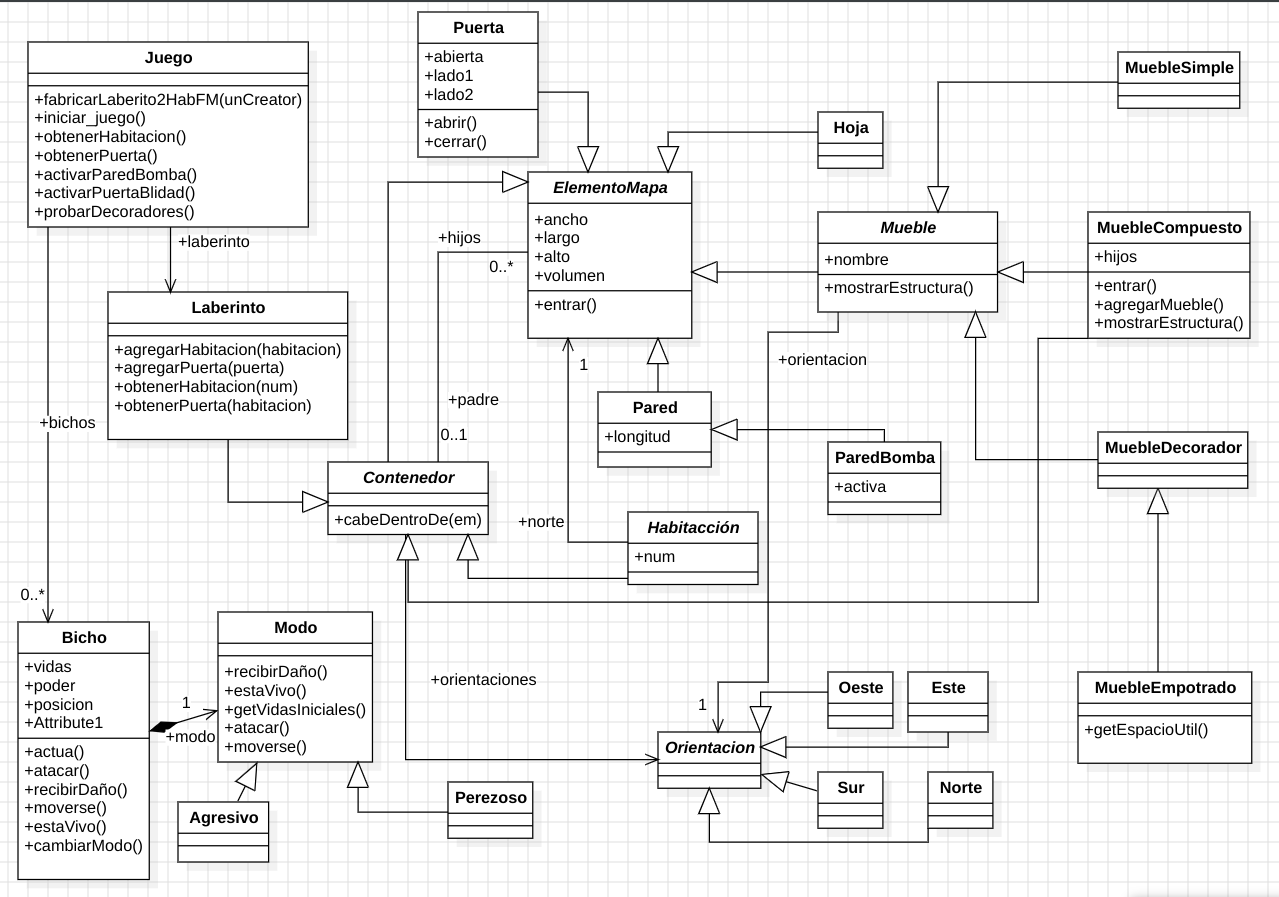 Juego
+fabricarLaberito2HabFM(unCreator)
+iniciar_juego()
+obtenerHabitacion()
+obtenerPuerta()
+activarParedBomba()
+activarPuertaBlidad()
+probarDecoradores()
Puerta
+abierta
+lado1
+lado2
+abrir()
+cerrar()
MuebleSimple
Hoja
ElementoMapa
+ancho
+largo
+alto
+volumen
+entrar()
Mueble
+nombre
+mostrarEstructura()
MuebleCompuesto
+hijos
+entrar()
+agregarMueble()
+mostrarEstructura()
+laberinto
+hijos
0..*
Laberinto
+agregarHabitacion(habitacion)
+agregarPuerta(puerta)
+obtenerHabitacion(num)
+obtenerPuerta(habitacion)
1
+orientacion
+padre
0..1
+bichos
Pared
+longitud
ParedBomba
+activa
MuebleDecorador
Contenedor
+cabeDentroDe(em)
+norte
Habitacción
+num
0..*
Bicho
+vidas
+poder
+posicion
+Attribute1
+actua()
+atacar()
+recibirDaño()
+moverse()
+estaVivo()
+cambiarModo()
1
+modo
Modo
+recibirDaño()
+estaVivo()
+getVidasIniciales()
+atacar()
+moverse()
+orientaciones
1
Oeste
Este
MuebleEmpotrado
+getEspacioUtil()
Orientacion
Sur
Norte
Agresivo
Perezoso